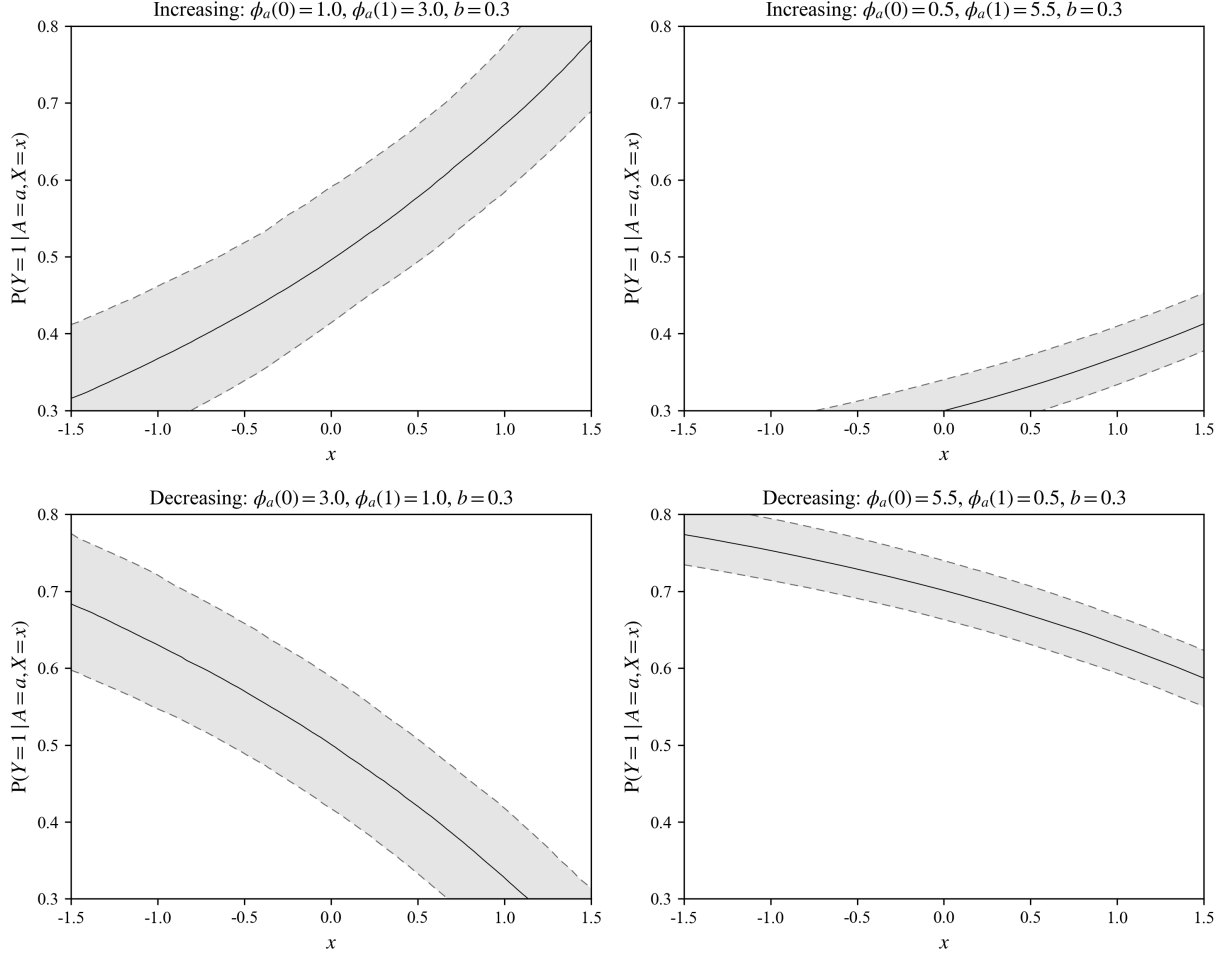 Increasing: ϕₐ(0) = 1.0, ϕₐ(1) = 3.0, b = 0.3
0.8
0.7
0.6
0.5
0.4
0.3
P(Y = 1 | A = a, X = x)
-1.5 -1.0 -0.5 0.0 0.5 1.0 1.5
x
Increasing: ϕₐ(0) = 0.5, ϕₐ(1) = 5.5, b = 0.3
0.8
0.7
0.6
0.5
0.4
0.3
P(Y = 1 | A = a, X = x)
-1.5 -1.0 -0.5 0.0 0.5 1.0 1.5
x
Decreasing: ϕₐ(0) = 3.0, ϕₐ(1) = 1.0, b = 0.3
0.8
0.7
0.6
0.5
0.4
0.3
P(Y = 1 | A = a, X = x)
-1.5 -1.0 -0.5 0.0 0.5 1.0 1.5
x
Decreasing: ϕₐ(0) = 5.5, ϕₐ(1) = 0.5, b = 0.3
0.8
0.7
0.6
0.5
0.4
0.3
P(Y = 1 | A = a, X = x)
-1.5 -1.0 -0.5 0.0 0.5 1.0 1.5
x